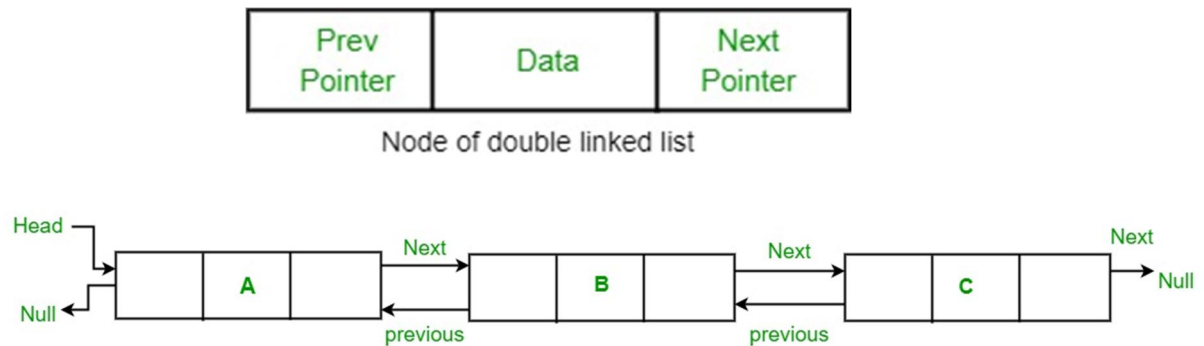 Prev
Pointer
Data
Next
Pointer
Node of double linked list
Head
Null
A
Next
previous
B
Next
previous
C
Next
Null